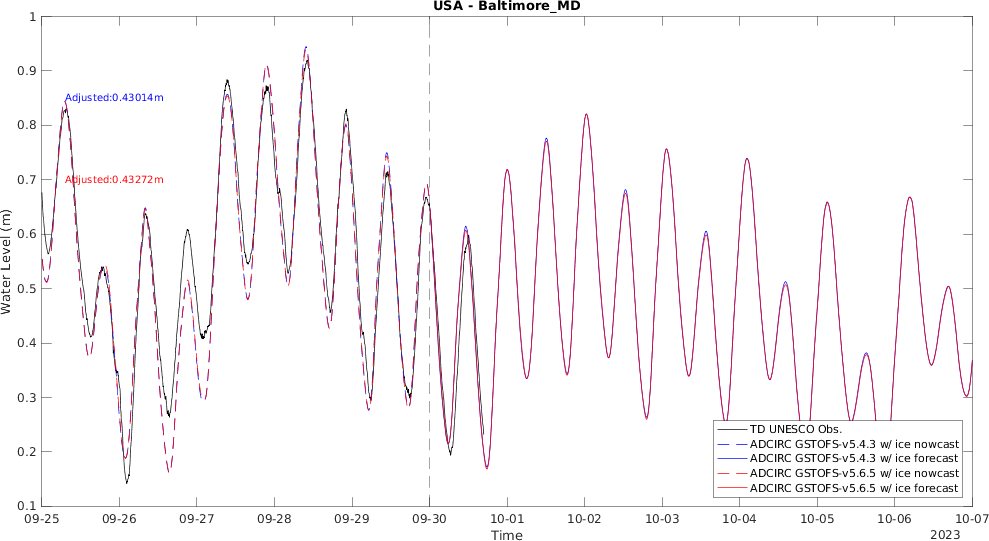 USA - Baltimore_MD
1
0.9
0.8
0.7
0.6
0.5
0.4
0.3
0.2
0.1
Water Level (m)
Adjusted:0.43014m
Adjusted:0.43272m
TD UNESCO Obs.
ADCIRC GSTOFS-v5.4.3 w/ ice nowcast
ADCIRC GSTOFS-v5.4.3 w/ ice forecast
ADCIRC GSTOFS-v5.6.5 w/ ice nowcast
ADCIRC GSTOFS-v5.6.5 w/ ice forecast
09-25 09-26 09-27 09-28 09-29 09-30 10-01 10-02 10-03 10-04 10-05 10-06 10-07
Time
2023